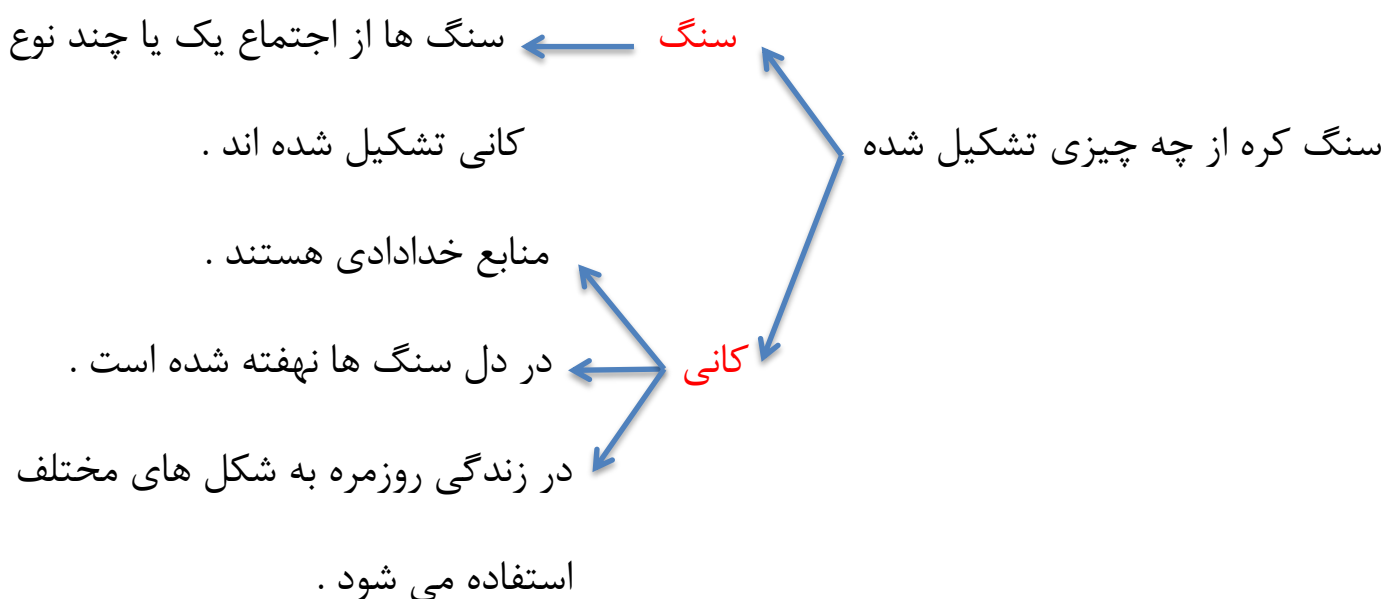 سنگ کره از چه چیزی تشکیل شده
سنگ
سنگ ها از اجتماع یک یا چند نوع
کانی تشکیل شده اند .
کانی
منابع خدادادی هستند .
در دل سنگ ها نهفته شده است .
در زندگی روزمره به شکل های مختلف
استفاده می شود .